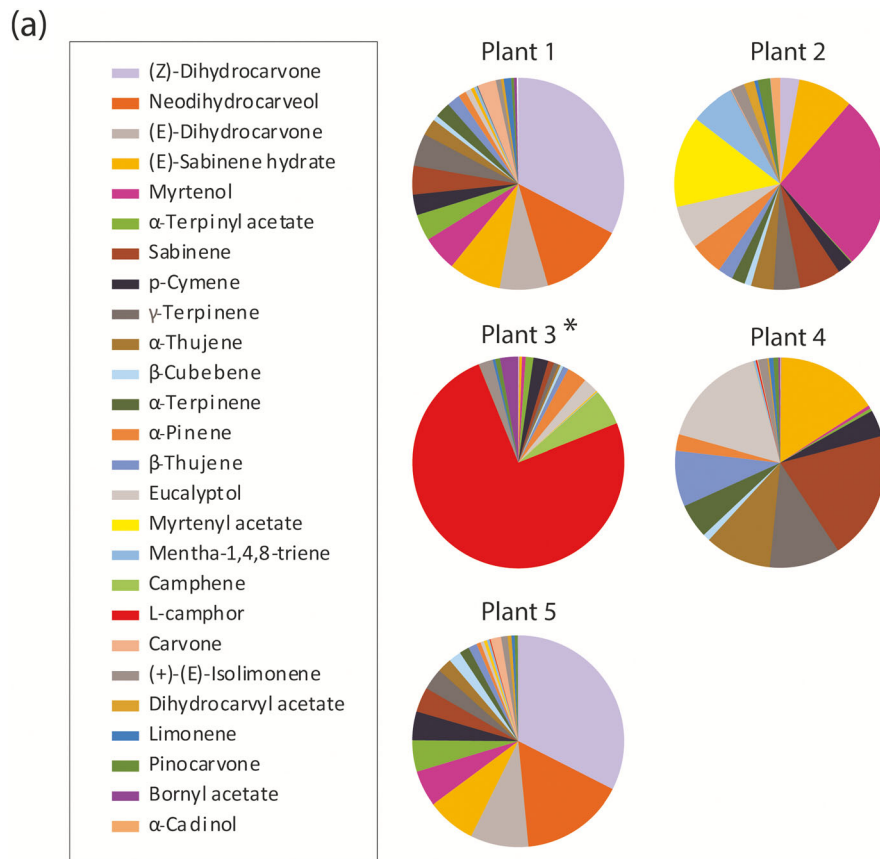 (a)
(Z)-Dihydrocarvone
Neodihydrocarveol
(E)-Dihydrocarvone
(E)-Sabinene hydrate
Myrtenol
α-Terpinyl acetate
Sabinene
p-Cymene
γ-Terpinene
α-Thujene
β-Cubebene
α-Terpinene
α-Pinene
β-Thujene
Eucalyptol
Myrtenyl acetate
Mentha-1,4,8-triene
Camphene
L-camphor
Carvone
(+)-(E)-Isolimonene
Dihydrocarvyl acetate
Limonene
Pinocarvone
Bornyl acetate
α-Cadinol
Plant 1
Plant 2
Plant 3 *
Plant 4
Plant 5